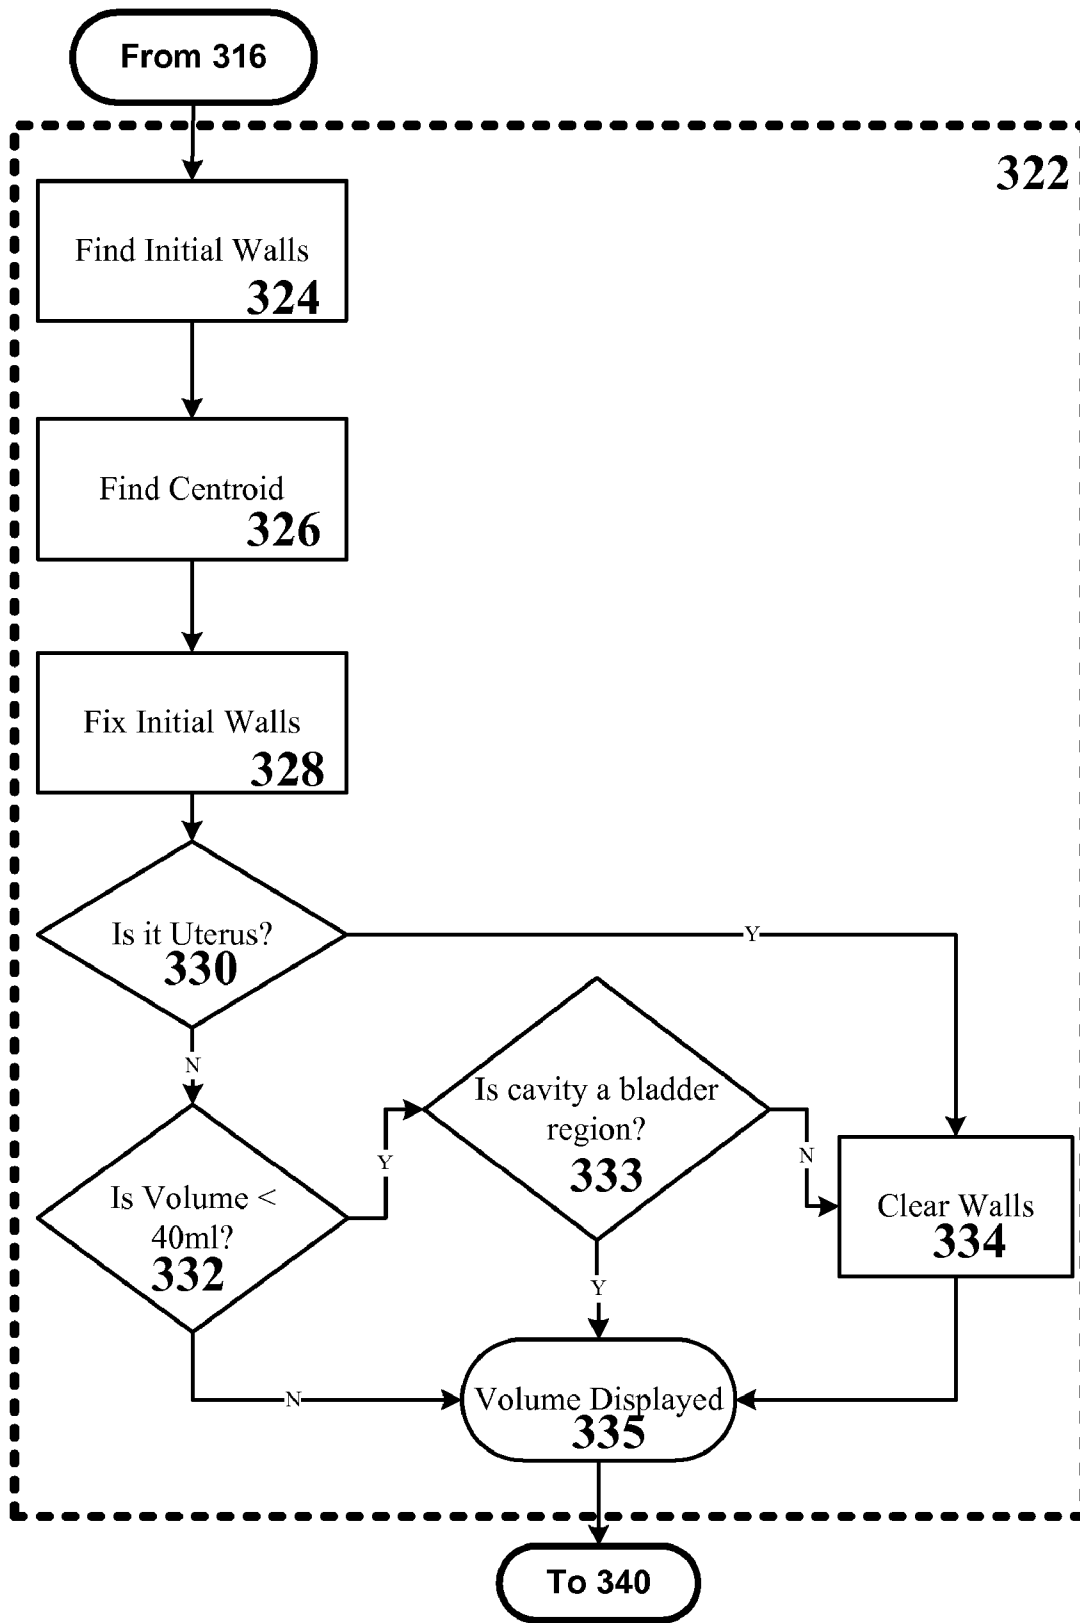 From 316
322
Find Initial Walls
324
Find Centroid
326
Fix Initial Walls
328
Is it Uterus?
330
Y
N
Is cavity a bladder
region?
333
Y
N
Is Volume <
40ml?
332
Clear Walls
334
Y
N
Volume Displayed
335
To 340